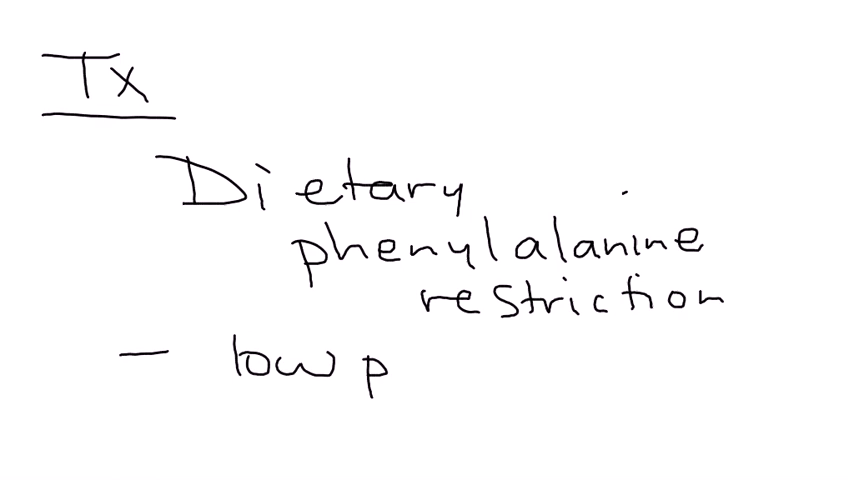 Tx
Dietary
phenylalanine
restriction
- low p